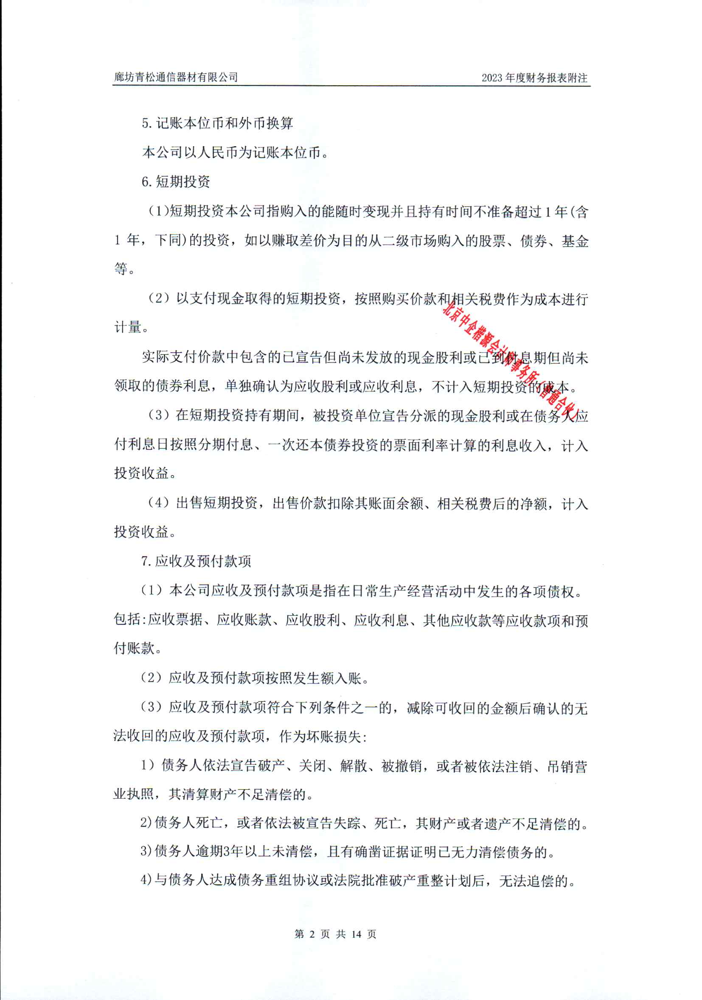 廊坊青松通信器材有限公司 2023 年度财务报表附注
5.记账本位币和外币换算
本公司以人民币为记账本位币。
6.短期投资
（1)短期投资本公司指购入的能随时变现并且持有时间不准备超过1年(含
1 年，下同)的投资，如以赚取差价为目的从二级市场购入的股票、债券、基金
等。
（2）以支付现金取得的短期投资，按照购买价款和相关税费作为成本进行
计量。
北京中企楷源会计师事务所（普通合伙）
实际支付价款中包含的已宣告但尚未发放的现金股利或已到付息期但尚未
领取的债券利息，单独确认为应收股利或应收利息，不计入短期投资的成本。
（3）在短期投资持有期间，被投资单位宣告分派的现金股利或在债务人应
付利息日按照分期付息、一次还本债券投资的票面利率计算的利息收入，计入
投资收益。
（4）出售短期投资，出售价款扣除其账面余额、相关税费后的净额，计入
投资收益。
7.应收及预付款项
（1）本公司应收及预付款项是指在日常生产经营活动中发生的各项债权。
包括:应收票据、应收账款、应收股利、应收利息、其他应收款等应收款项和预
付账款。
（2）应收及预付款项按照发生额入账。
（3）应收及预付款项符合下列条件之一的，减除可收回的金额后确认的无
法收回的应收及预付款项，作为坏账损失:
1）债务人依法宣告破产、关闭、解散、被撤销，或者被依法注销、吊销营
业执照，其清算财产不足清偿的。
2)债务人死亡，或者依法被宣告失踪、死亡，其财产或者遗产不足清偿的。
3)债务人逾期3年以上未清偿，且有确凿证据证明已无力清偿债务的。
4)与债务人达成债务重组协议或法院批准破产重整计划后，无法追偿的。
第 2 页 共 14 页